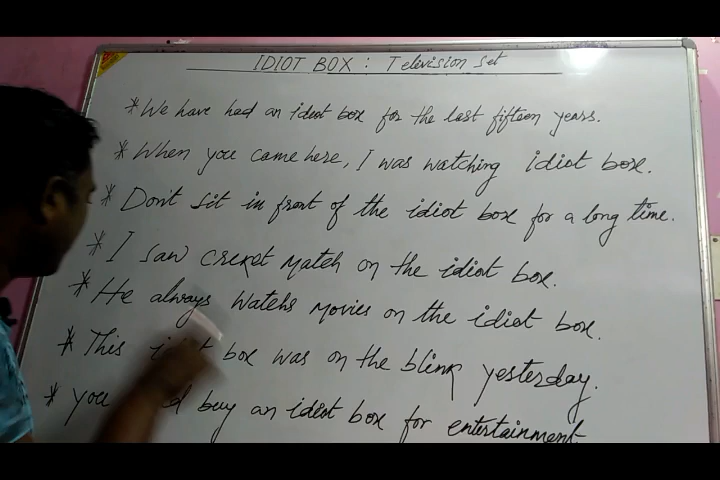 IDIOT BOX : Television set
* We have had an idiot box for the last fifteen years.
* When you came here, I was watching idiot box.
* Don't sit in front of the idiot box for a long time.
* I saw creket match on the idiot box.
* He always watchs movies on the idiot box.
* This box was on the blink yesterday.
* you buy an idiot box for entertainment.